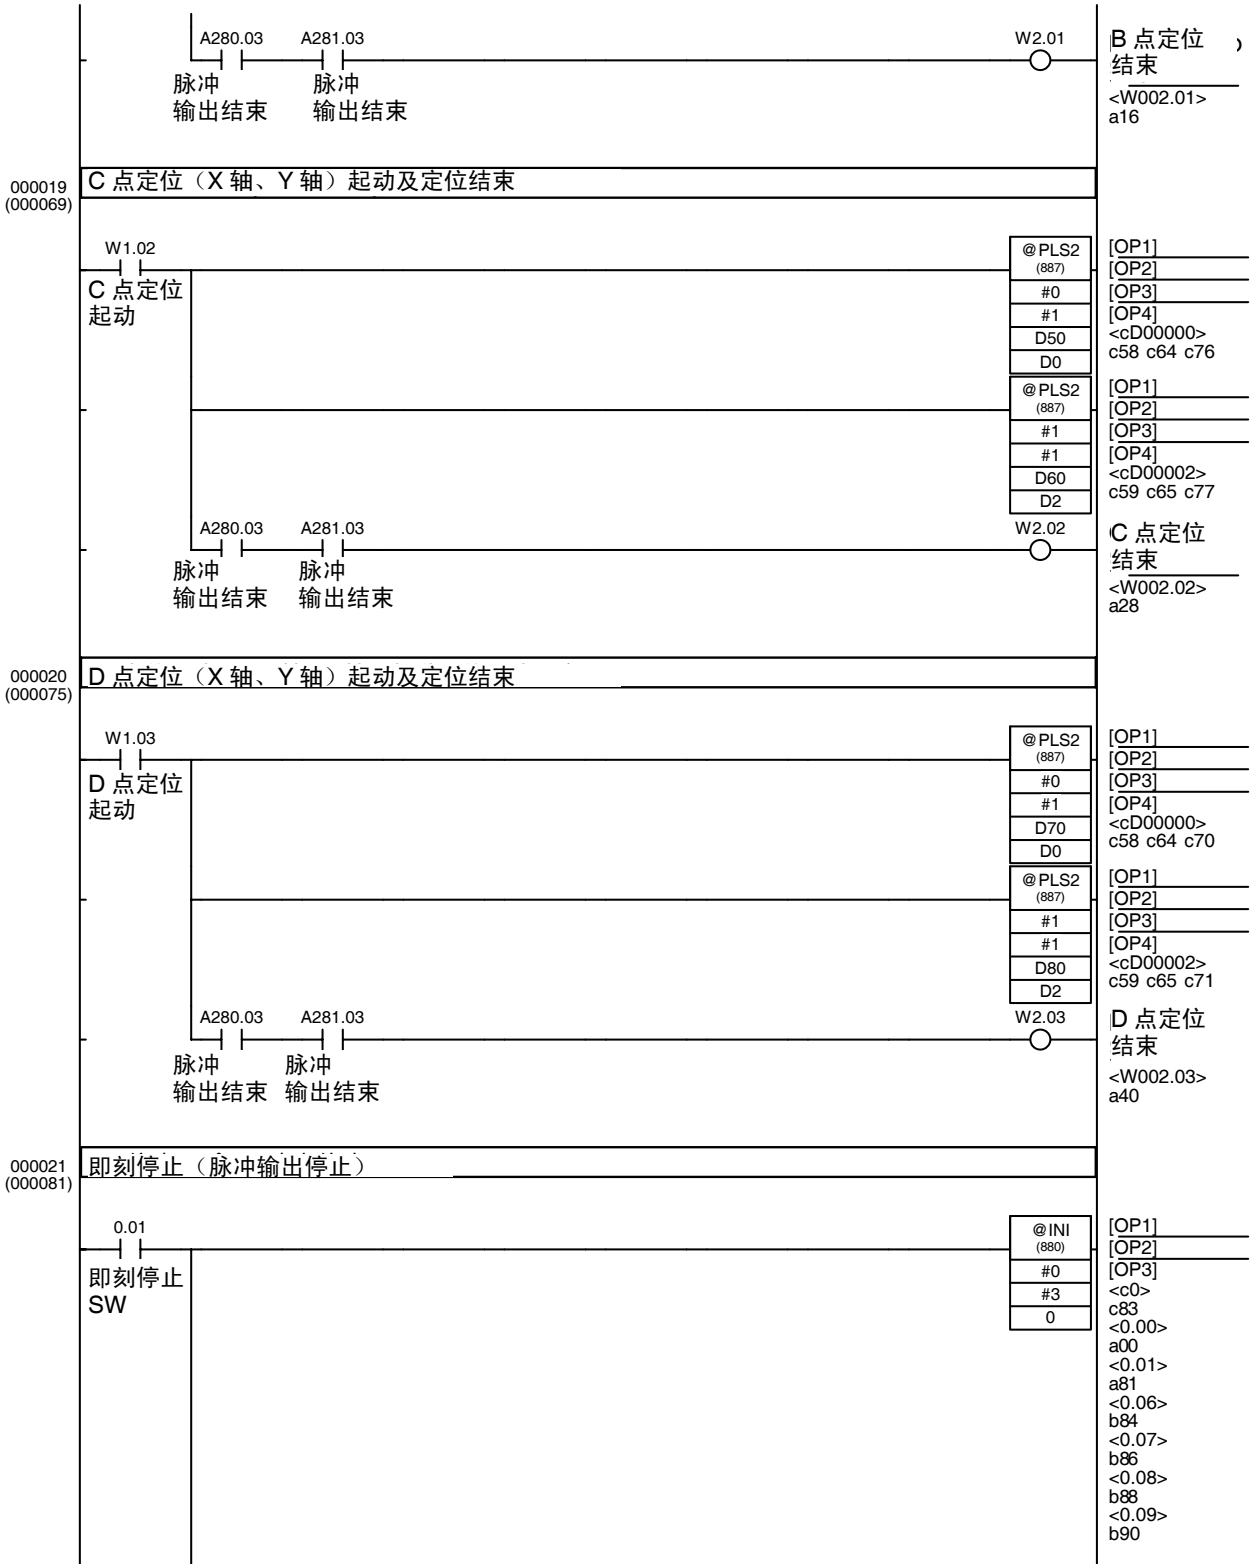 A280.03 A281.03 W2.01 B 点定位
结束
脉冲 脉冲
输出结束 输出结束
<W002.01>
a16
000019
(000069)
C 点定位（X 轴、Y 轴）起动及定位结束
W1.02
C 点定位
起动
@PLS2
(887)
#0
#1
D50
D0
[OP1]
[OP2]
[OP3]
[OP4]
<cD00000>
c58 c64 c76
@PLS2
(887)
#1
#1
D60
D2
[OP1]
[OP2]
[OP3]
[OP4]
<cD00002>
c59 c65 c77
A280.03 A281.03 W2.02 C 点定位
结束
脉冲 脉冲
输出结束 输出结束
<W002.02>
a28
000020
(000075)
D 点定位（X 轴、Y 轴）起动及定位结束
W1.03
D 点定位
起动
@PLS2
(887)
#0
#1
D70
D0
[OP1]
[OP2]
[OP3]
[OP4]
<cD00000>
c58 c64 c70
@PLS2
(887)
#1
#1
D80
D2
[OP1]
[OP2]
[OP3]
[OP4]
<cD00002>
c59 c65 c71
A280.03 A281.03 W2.03 D 点定位
结束
脉冲 脉冲
输出结束 输出结束
<W002.03>
a40
000021
(000081)
即刻停止（脉冲输出停止）
0.01
即刻停止
SW
@INI
(880)
#0
#3
0
[OP1]
[OP2]
[OP3]
<c0>
c83
<0.00>
a00
<0.01>
a81
<0.06>
b84
<0.07>
b86
<0.08>
b88
<0.09>
b90